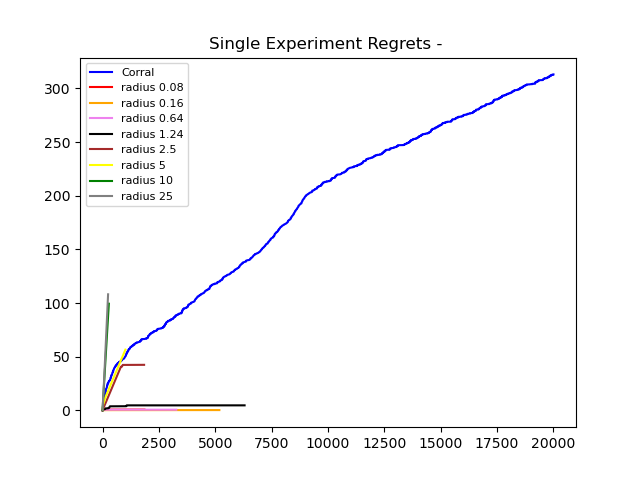 Single Experiment Regrets -
300
250
200
150
100
50
0
Corral
radius 0.08
radius 0.16
radius 0.64
radius 1.24
radius 2.5
radius 5
radius 10
radius 25
0 2500 5000 7500 10000 12500 15000 17500 20000